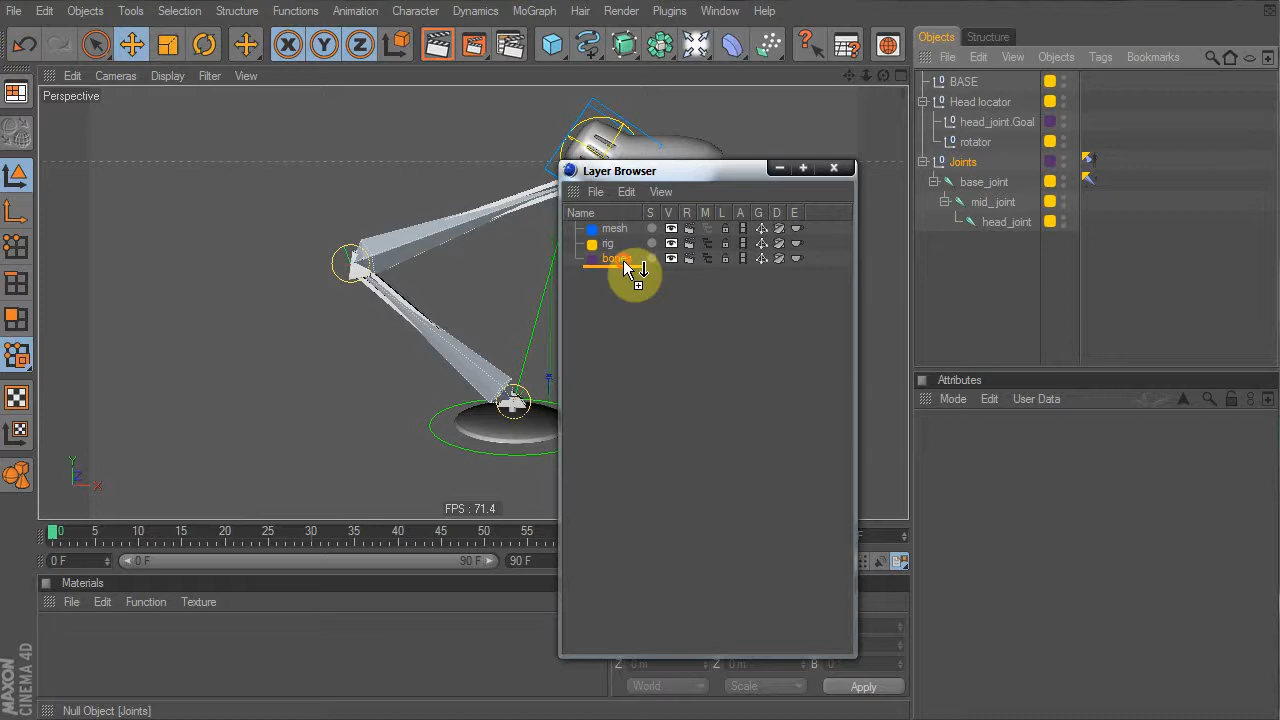 File Edit Objects Tools Selection Structure Functions Animation Character Dynamics MoGraph Hair Render Plugins Window Help
Objects Structure
File Edit View Objects Tags Bookmarks
Edit Cameras Display Filter View
Perspective
BASE
Head locator
head_joint.Goal
rotator
Joints
base_joint
mid_joint
head_joint
Layer Browser
File Edit View
Name S V R M L A G D E
mesh
rig
bones
FPS : 71.4
Attributes
Mode Edit User Data
0 5 10 15 20 25 30 35 40 45 50 55
F
0 F 0 F 90 F 90 F
Materials
File Edit Function Texture
Z 0 m Z 0 m B
World Scale Apply
MAXON
CINEMA 4D
Null Object [Joints]